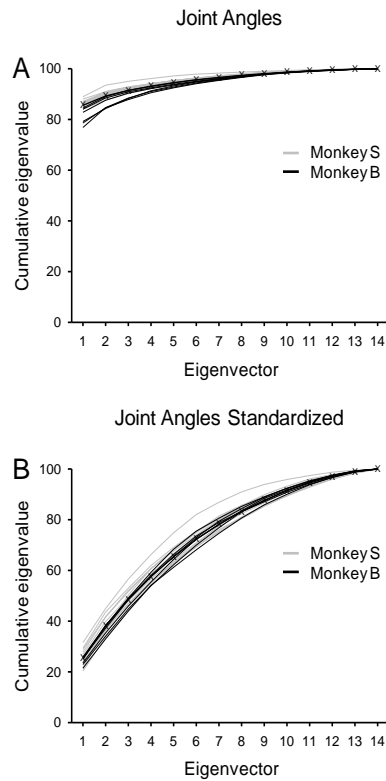 Joint Angles
A
Cumulative eigenvalue
100
80
60
40
20
0
Monkey S
Monkey B
1 2 3 4 5 6 7 8 9 10 11 12 13 14
Eigenvector
Joint Angles Standardized
B
Cumulative eigenvalue
100
80
60
40
20
0
Monkey S
Monkey B
1 2 3 4 5 6 7 8 9 10 11 12 13 14
Eigenvector